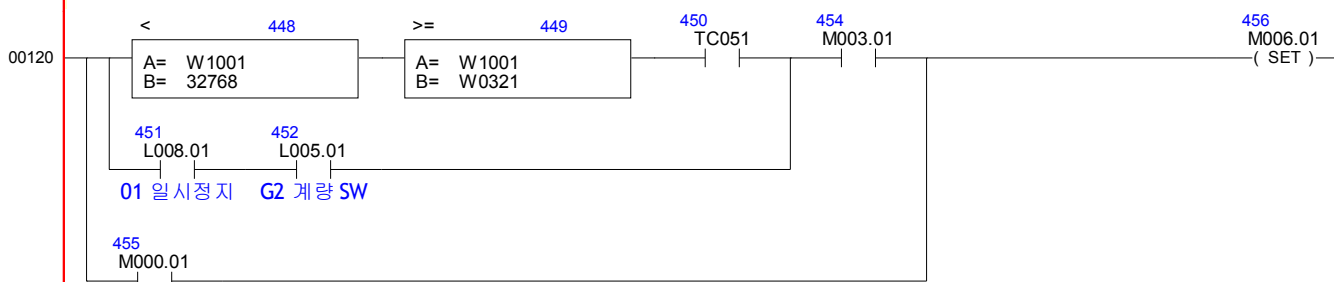 < 448 >= 449 450 454 456
TC051 M003.01 M006.01
00120 A= W1001 A= W1001 ( SET )
B= 32768 B= W0321
451 452
L008.01 L005.01
01 일시정지 G2 계량 SW
455
M000.01